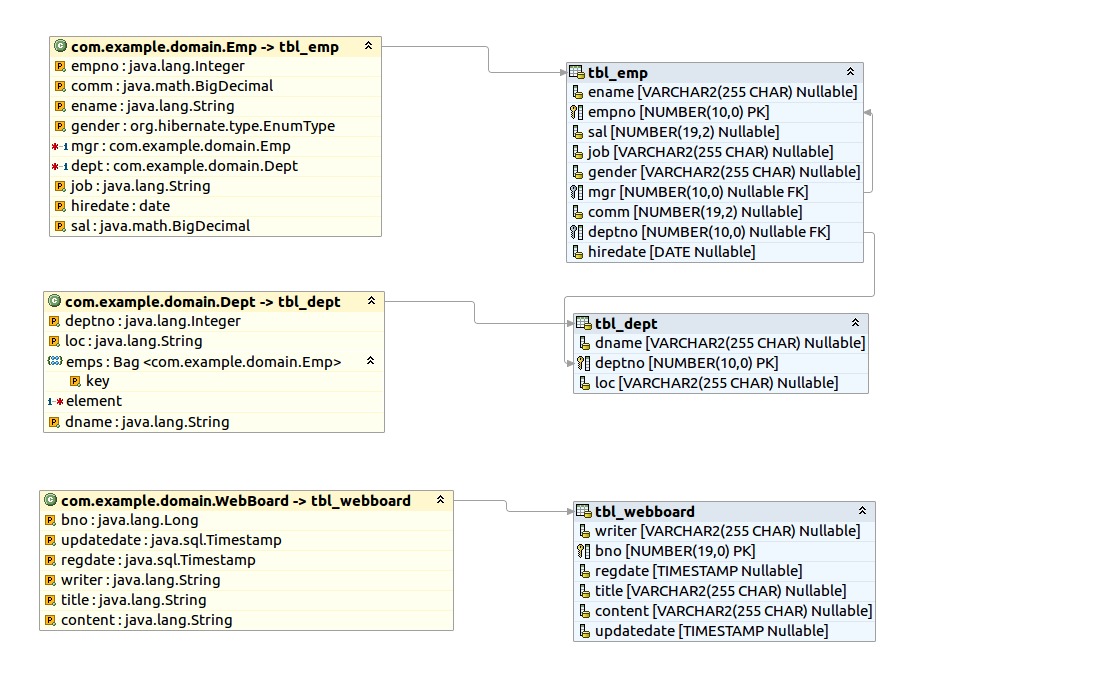 com.example.domain.Emp -> tbl_emp
empno : java.lang.Integer
comm : java.math.BigDecimal
ename : java.lang.String
gender : org.hibernate.type.EnumType
mgr : com.example.domain.Emp
dept : com.example.domain.Dept
job : java.lang.String
hiredate : date
sal : java.math.BigDecimal
tbl_emp
ename [VARCHAR2(255 CHAR) Nullable]
empno [NUMBER(10,0) PK]
sal [NUMBER(19,2) Nullable]
job [VARCHAR2(255 CHAR) Nullable]
gender [VARCHAR2(255 CHAR) Nullable]
mgr [NUMBER(10,0) Nullable FK]
comm [NUMBER(19,2) Nullable]
deptno [NUMBER(10,0) Nullable FK]
hiredate [DATE Nullable]
com.example.domain.Dept -> tbl_dept
deptno : java.lang.Integer
loc : java.lang.String
emps : Bag <com.example.domain.Emp>
key
element
dname : java.lang.String
tbl_dept
dname [VARCHAR2(255 CHAR) Nullable]
deptno [NUMBER(10,0) PK]
loc [VARCHAR2(255 CHAR) Nullable]
com.example.domain.WebBoard -> tbl_webboard
bno : java.lang.Long
updatedate : java.sql.Timestamp
regdate : java.sql.Timestamp
writer : java.lang.String
title : java.lang.String
content : java.lang.String
tbl_webboard
writer [VARCHAR2(255 CHAR) Nullable]
bno [NUMBER(19,0) PK]
regdate [TIMESTAMP Nullable]
title [VARCHAR2(255 CHAR) Nullable]
content [VARCHAR2(255 CHAR) Nullable]
updatedate [TIMESTAMP Nullable]